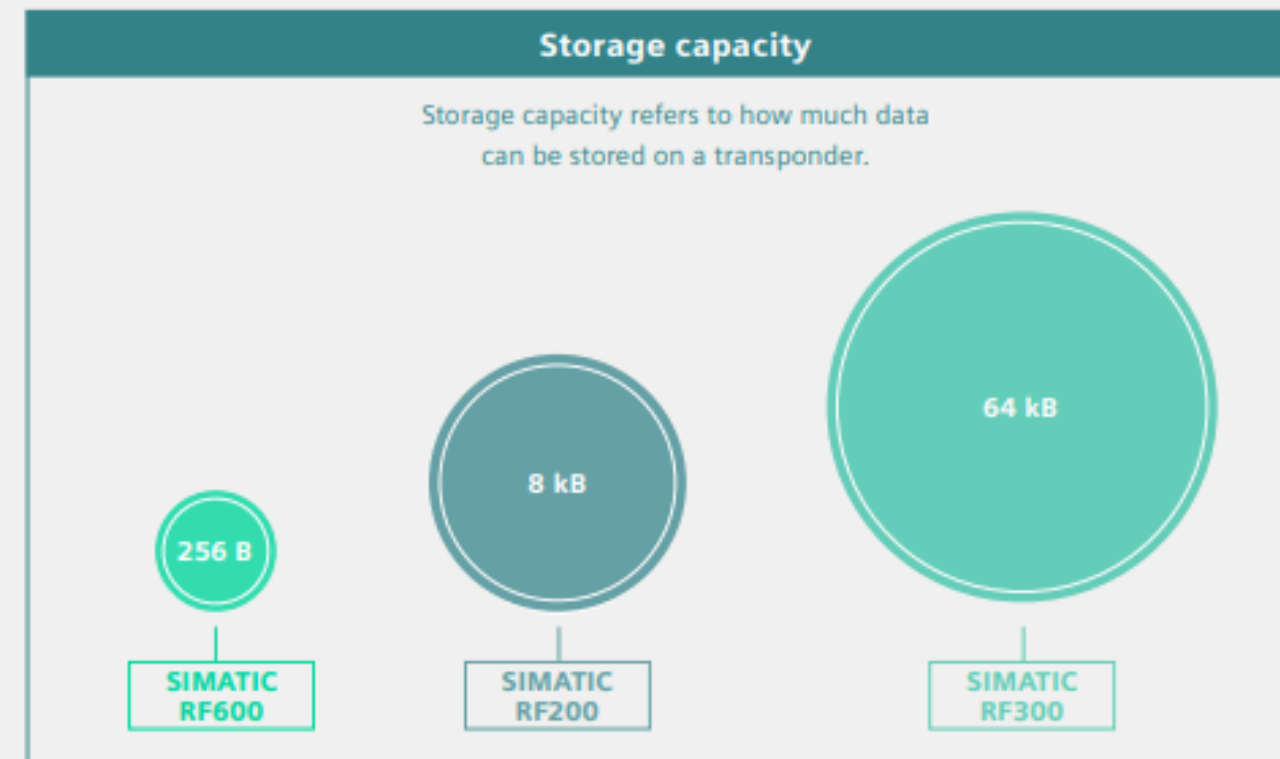 Storage capacity
Storage capacity refers to how much data
can be stored on a transponder.
256 B
8 kB
64 kB
SIMATIC
RF600
SIMATIC
RF200
SIMATIC
RF300